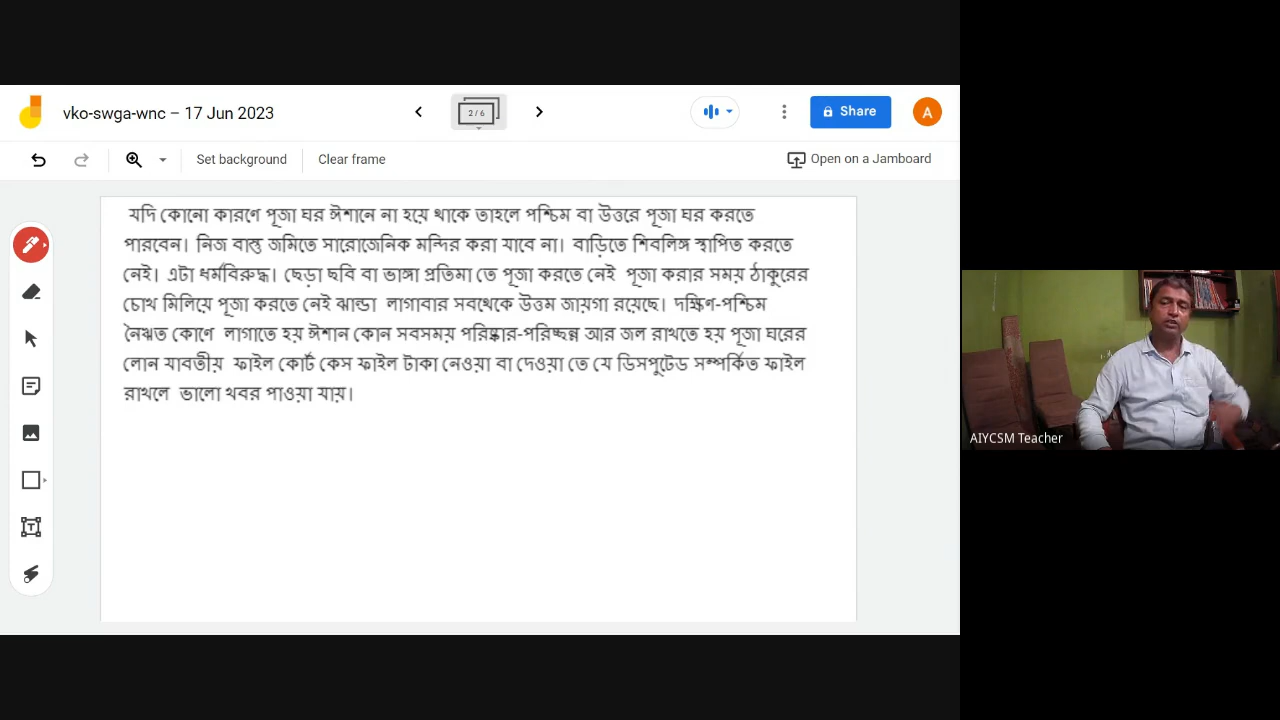 vko-swga-wnc – 17 Jun 2023
2 / 6
Share
A
Set background
Clear frame
Open on a Jamboard
যদি কোনো কারণে পূজা ঘর ঈশানে না হয়ে থাকে তাহলে পশ্চিম বা উত্তরে পূজা ঘর করতে
পারবেন। নিজ বাস্তু জমিতে সারোজেনিক মন্দির করা যাবে না। বাড়িতে শিবলিঙ্গ স্থাপিত করতে
নেই। এটা ধর্মবিরুদ্ধ। ছেড়া ছবি বা ভাঙ্গা প্রতিমা তে পূজা করতে নেই পূজা করার সময় ঠাকুরের
চোখ মিলিয়ে পূজা করতে নেই ঝান্ডা লাগাবার সবথেকে উত্তম জায়গা রয়েছে। দক্ষিণ-পশ্চিম
নৈঋত কোণে লাগাতে হয় ঈশান কোন সবসময় পরিষ্কার-পরিচ্ছন্ন আর জল রাখতে হয় পূজা ঘরের
লোন যাবতীয় ফাইল কোর্ট কেস ফাইল টাকা নেওয়া বা দেওয়া তে যে ডিসপুটেড সম্পর্কিত ফাইল
রাখলে ভালো খবর পাওয়া যায়।
AIYCSM Teacher